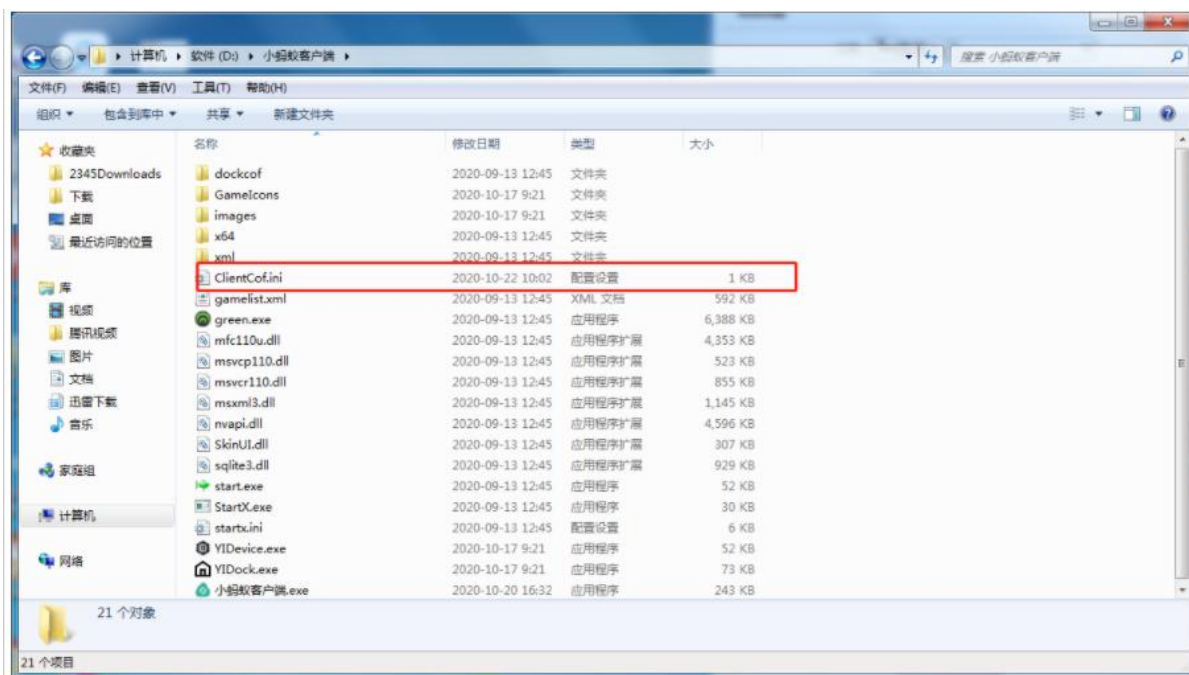 计算机 ▸ 软件 (D:) ▸ 小蚂蚁客户端 ▸ 搜索 小蚂蚁客户端
文件(F) 编辑(E) 查看(V) 工具(T) 帮助(H)
组织 包含到库中 共享 新建文件夹
名称 修改日期 类型 大小
收藏夹
2345Downloads
下载
桌面
最近访问的位置
库
视频
腾讯视频
图片
文档
迅雷下载
音乐
家庭组
计算机
网络
dockcof 2020-09-13 12:45 文件夹
GameIcons 2020-10-17 9:21 文件夹
images 2020-10-17 9:21 文件夹
x64 2020-09-13 12:45 文件夹
xml 2020-09-13 12:45 文件夹
ClientCof.ini 2020-10-22 10:02 配置设置 1 KB
gamelist.xml 2020-09-13 12:45 XML 文档 592 KB
green.exe 2020-09-13 12:45 应用程序 6,388 KB
mfc110u.dll 2020-09-13 12:45 应用程序扩展 4,353 KB
msvcp110.dll 2020-09-13 12:45 应用程序扩展 523 KB
msvcr110.dll 2020-09-13 12:45 应用程序扩展 855 KB
msxml3.dll 2020-09-13 12:45 应用程序扩展 1,145 KB
nvapi.dll 2020-09-13 12:45 应用程序扩展 4,596 KB
SkinUI.dll 2020-09-13 12:45 应用程序扩展 307 KB
sqlite3.dll 2020-09-13 12:45 应用程序扩展 929 KB
start.exe 2020-09-13 12:45 应用程序 52 KB
StartX.exe 2020-09-13 12:45 应用程序 30 KB
startx.ini 2020-09-13 12:45 配置设置 6 KB
YIDevice.exe 2020-10-17 9:21 应用程序 52 KB
YIDock.exe 2020-10-17 9:21 应用程序 73 KB
小蚂蚁客户端.exe 2020-10-20 16:32 应用程序 243 KB
21 个对象
21 个项目